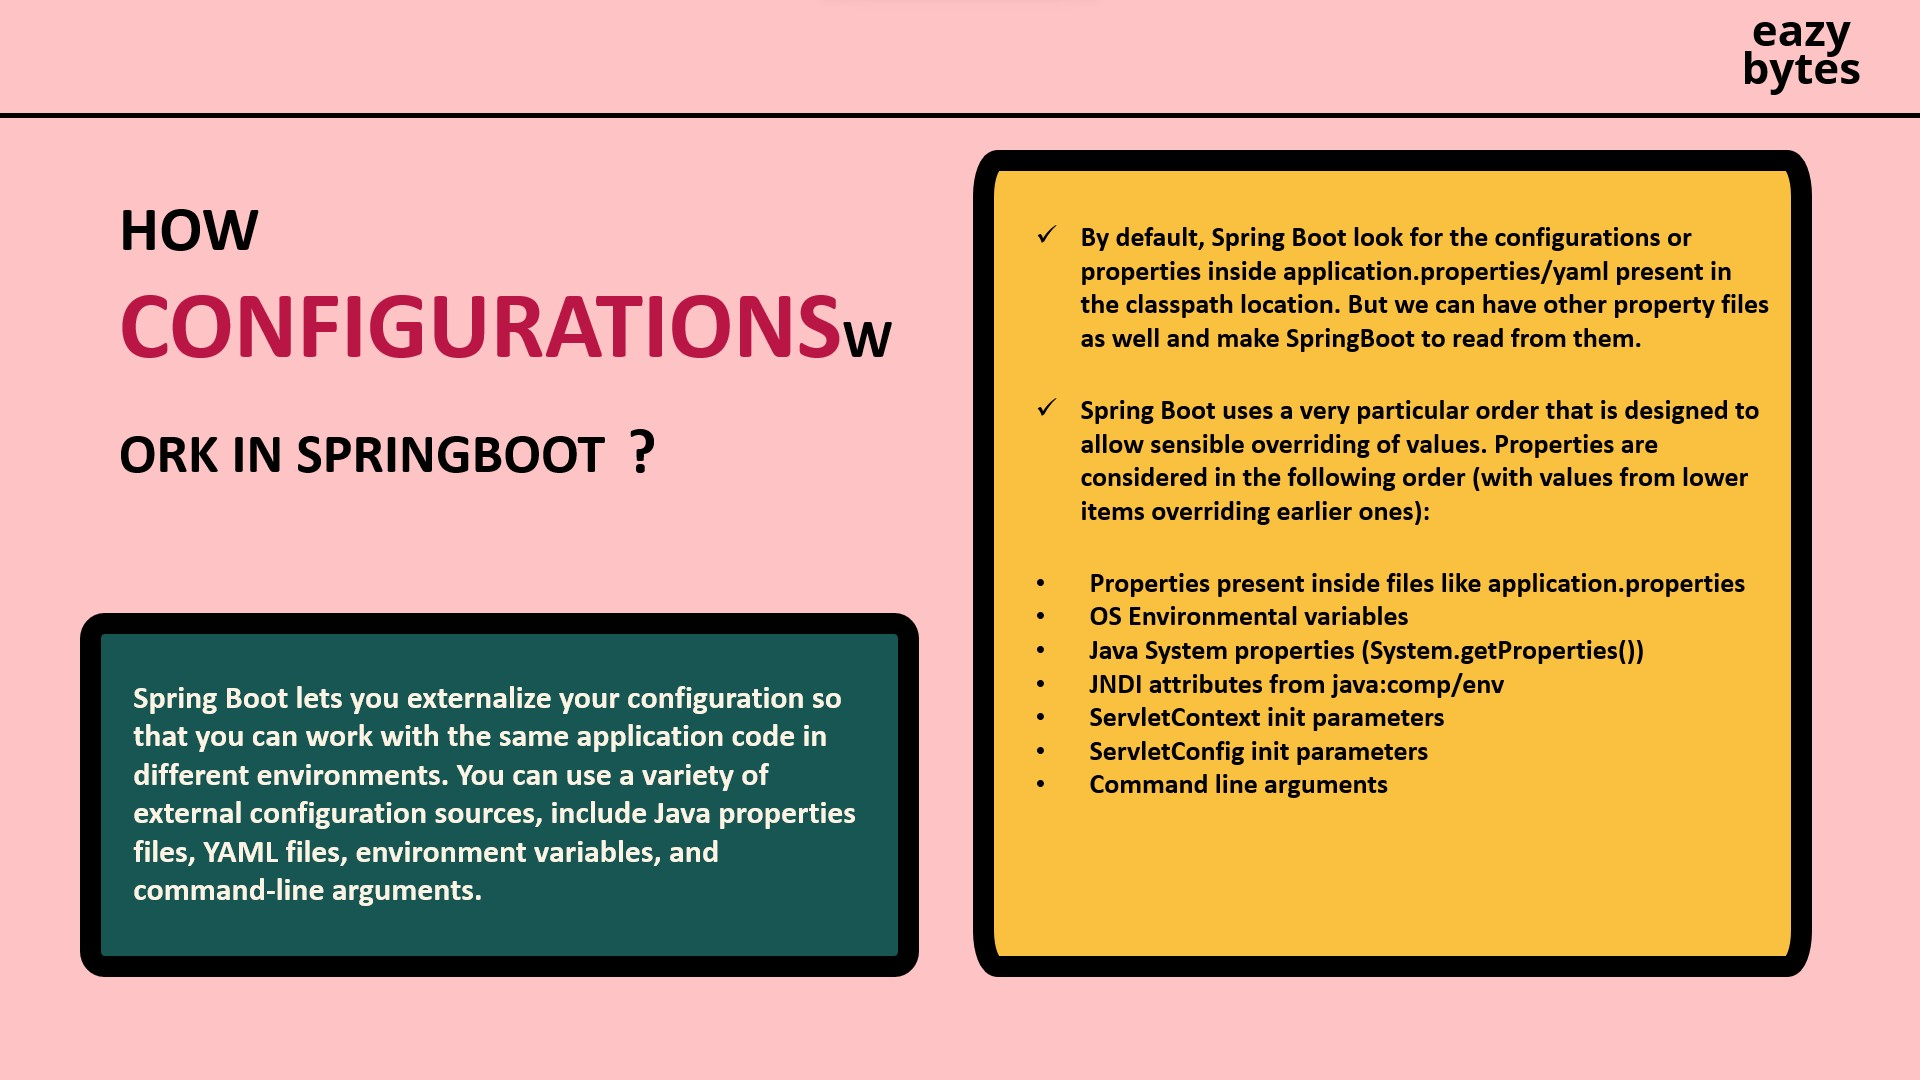 eazy
bytes
HOW
CONFIGURATIONSW
ORK IN SPRINGBOOT ?
Spring Boot lets you externalize your configuration so
that you can work with the same application code in
different environments. You can use a variety of
external configuration sources, include Java properties
files, YAML files, environment variables, and
command-line arguments.
✓ By default, Spring Boot look for the configurations or
properties inside application.properties/yaml present in
the classpath location. But we can have other property files
as well and make SpringBoot to read from them.
✓ Spring Boot uses a very particular order that is designed to
allow sensible overriding of values. Properties are
considered in the following order (with values from lower
items overriding earlier ones):
• Properties present inside files like application.properties
• OS Environmental variables
• Java System properties (System.getProperties())
• JNDI attributes from java:comp/env
• ServletContext init parameters
• ServletConfig init parameters
• Command line arguments